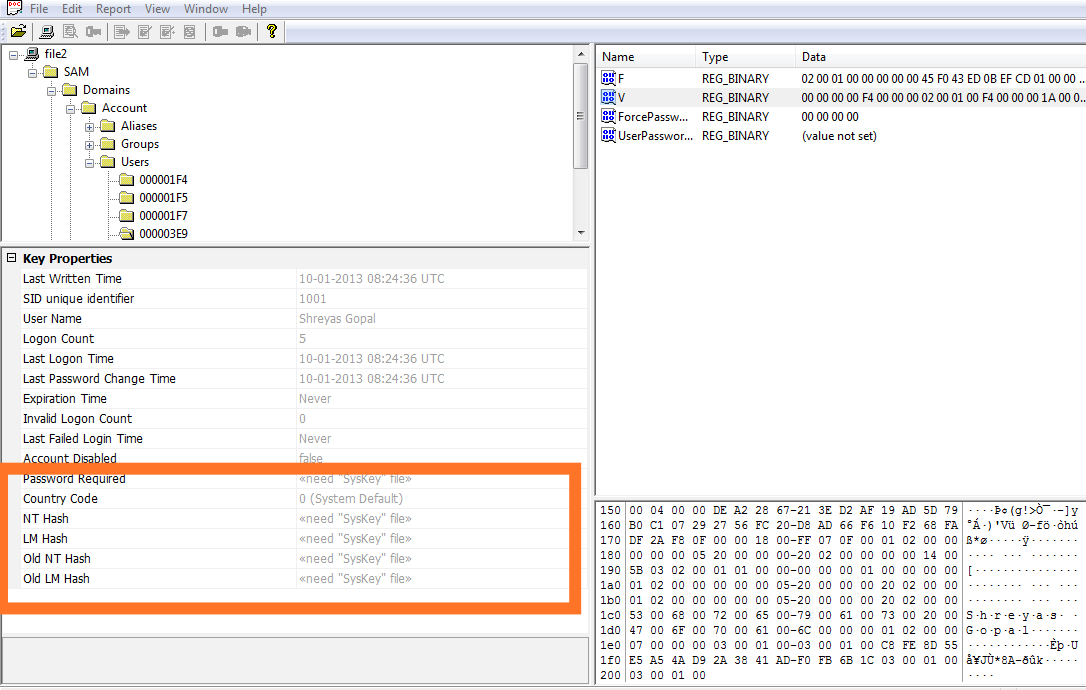 File Edit Report View Window Help
file2
SAM
Domains
Account
Aliases
Groups
Users
000001F4
000001F5
000001F7
000003E9
Name Type Data
F REG_BINARY 02 00 01 00 00 00 00 00 45 F0 43 ED 0B EF CD 01 00 00 ...
V REG_BINARY 00 00 00 00 F4 00 00 00 02 00 01 00 F4 00 00 00 1A 00 0...
ForcePassw... REG_BINARY 00 00 00 00
UserPasswor... REG_BINARY (value not set)
Key Properties
Last Written Time 10-01-2013 08:24:36 UTC
SID unique identifier 1001
User Name Shreyas Gopal
Logon Count 5
Last Logon Time 10-01-2013 08:24:36 UTC
Last Password Change Time 10-01-2013 08:24:36 UTC
Expiration Time Never
Invalid Logon Count 0
Last Failed Login Time Never
Account Disabled false
Password Required «need "SysKey" file»
Country Code 0 (System Default)
NT Hash «need "SysKey" file»
LM Hash «need "SysKey" file»
Old NT Hash «need "SysKey" file»
Old LM Hash «need "SysKey" file»
150 00 04 00 00 DE A2 28 67-21 3E D2 AF 19 AD 5D 79 ····Þ¢(g!>Ò¯·-]y
160 B0 C1 07 29 27 56 FC 20-D8 AD 66 F6 10 F2 68 FA °Á·)'Vü Ø-fö·òhú
170 DF 2A F8 0F 00 00 18 00-FF 07 0F 00 01 02 00 00 ß*ø·····ÿ·······
180 00 00 00 05 20 00 00 00-20 02 00 00 00 00 14 00 ···· ··· ·······
190 5B 03 02 00 01 01 00 00-00 00 00 01 00 00 00 00 [···············
1a0 01 02 00 00 00 00 00 05-20 00 00 00 20 02 00 00 ········ ··· ···
1b0 01 02 00 00 00 00 00 05-20 00 00 00 20 02 00 00 ········ ··· ···
1c0 53 00 68 00 72 00 65 00-79 00 61 00 73 00 20 00 S·h·r·e·y·a·s· ·
1d0 47 00 6F 00 70 00 61 00-6C 00 00 00 01 02 00 00 G·o·p·a·l·······
1e0 07 00 00 00 03 00 01 00-03 00 01 00 C8 FE 8D 55 ············Èþ·U
1f0 E5 A5 4A D9 2A 38 41 AD-F0 FB 6B 1C 03 00 01 00 å¥JÙ*8A-ðûk·····
200 03 00 01 00 ····